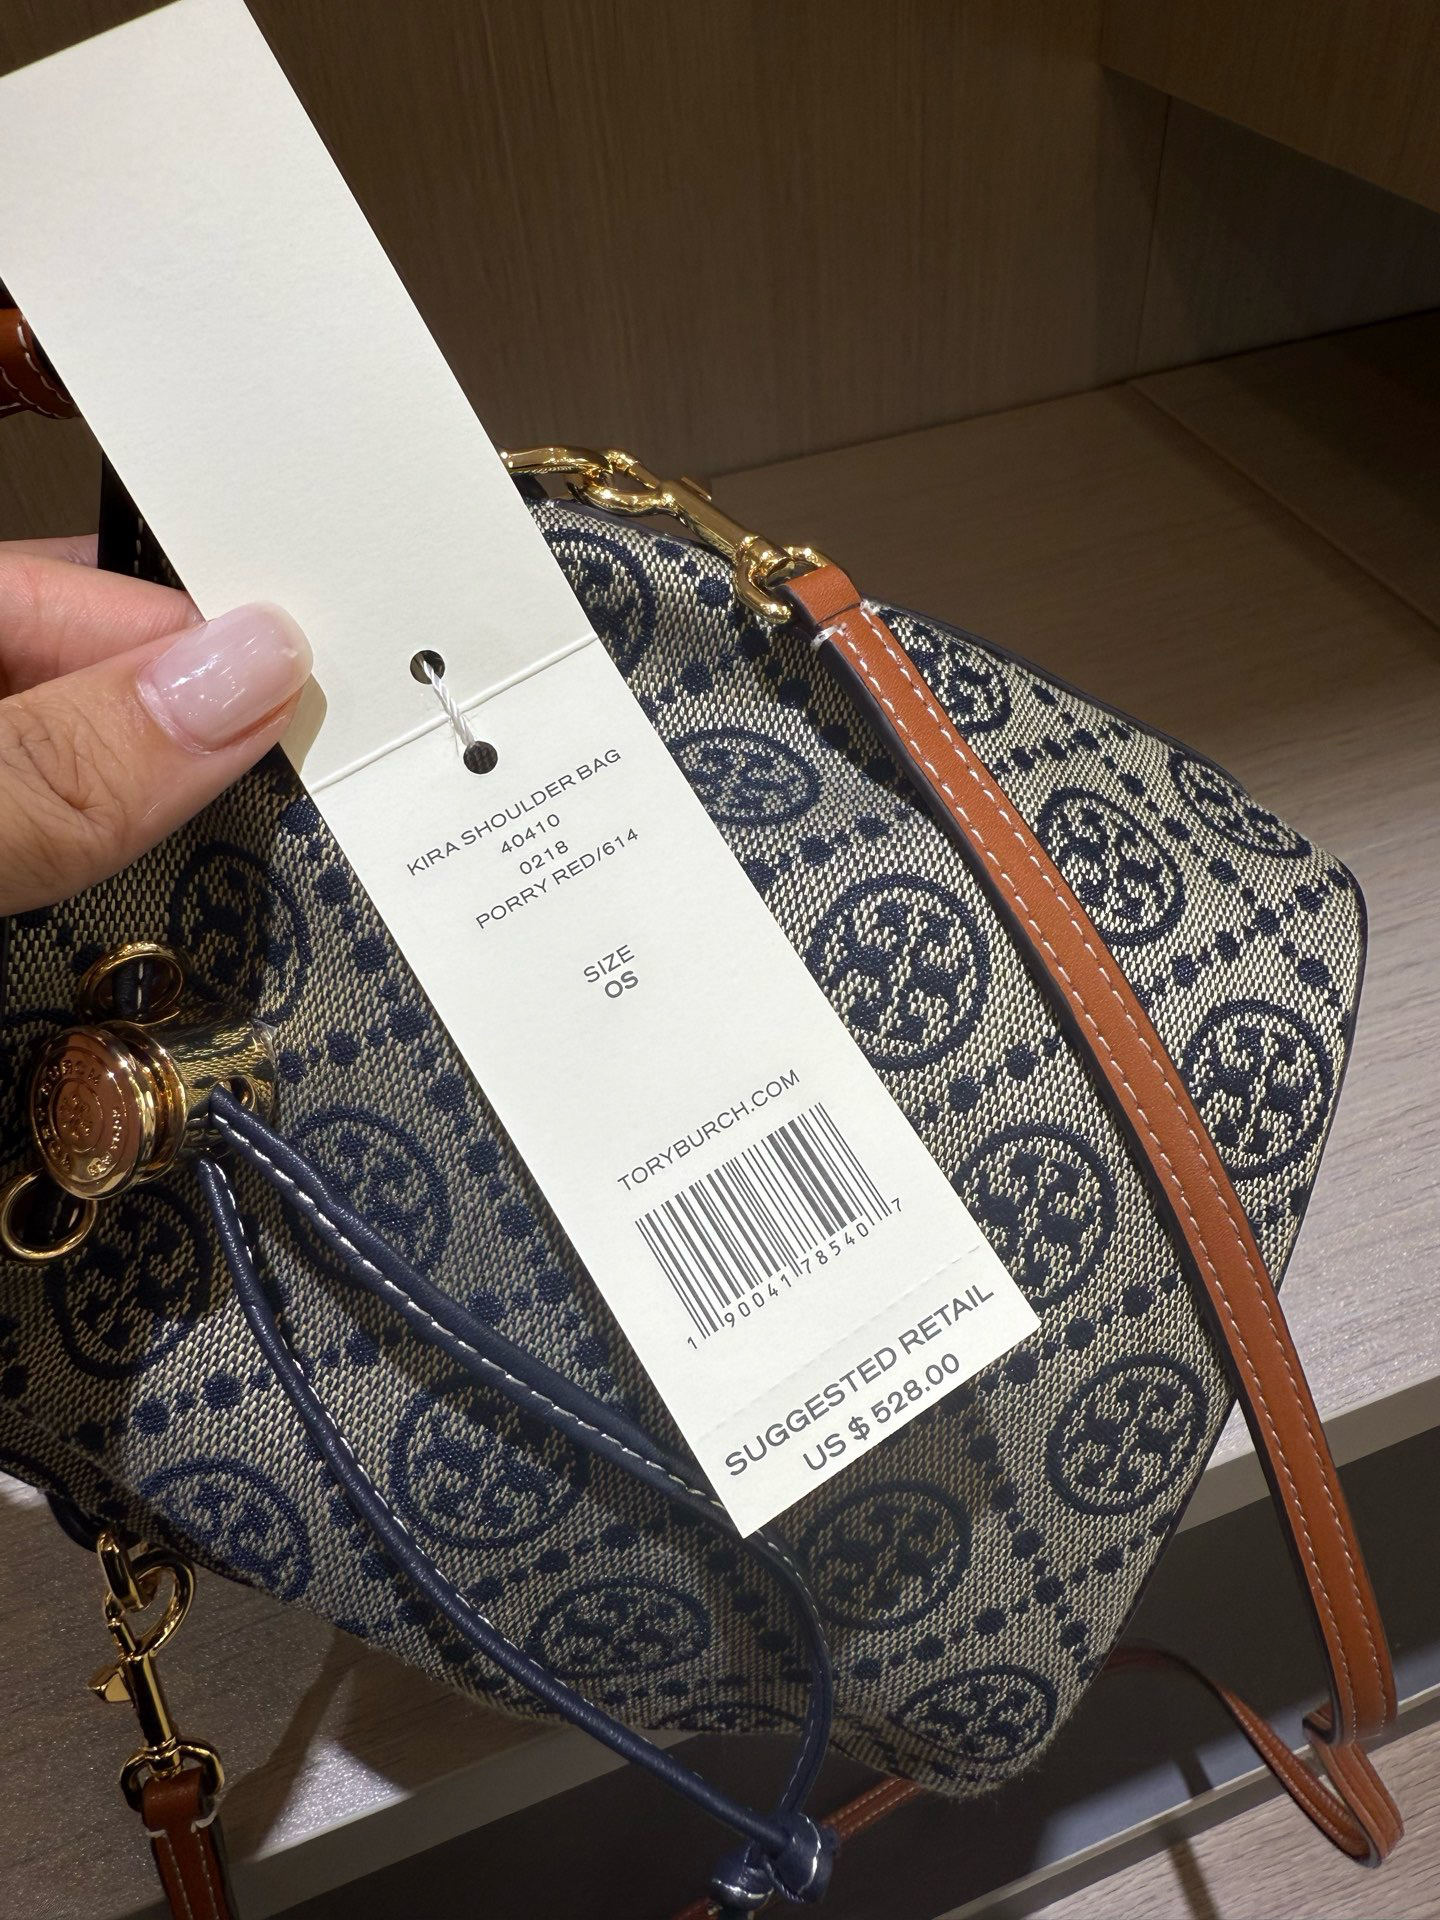 KIRA SHOULDER BAG
40410
0218
PORRY RED/614
SIZE
OS
TORYBURCH.COM
1 90041 78540 7
SUGGESTED RETAIL
US $ 528.00